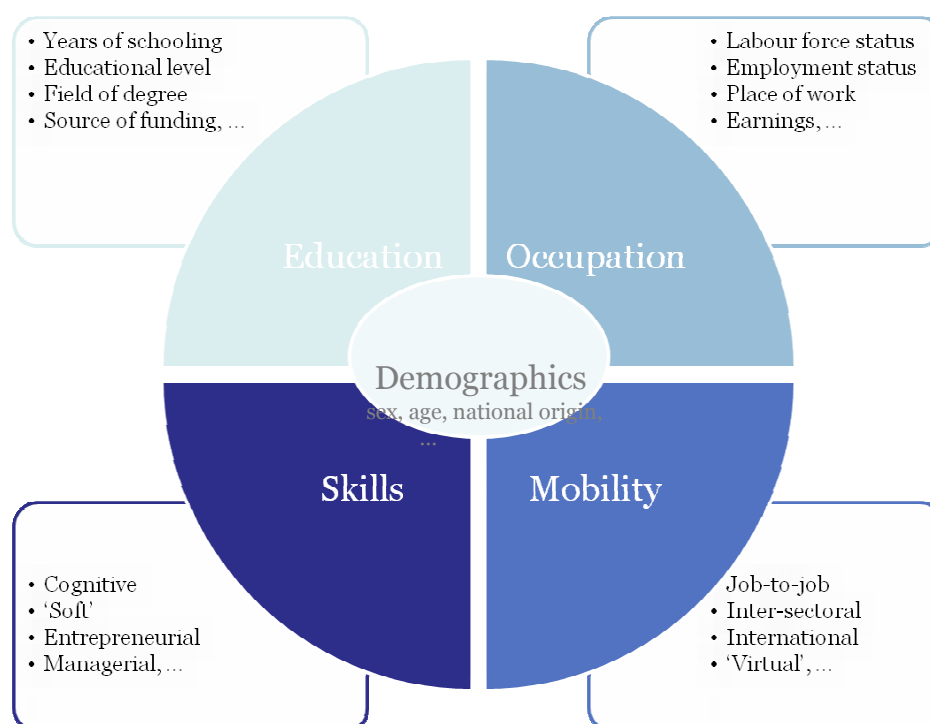 • Years of schooling
• Educational level
• Field of degree
• Source of funding, ...
• Labour force status
• Employment status
• Place of work
• Earnings, ...
Education
Occupation
Demographics
sex, age, national origin,
...
Skills
Mobility
• Cognitive
• ‘Soft’
• Entrepreneurial
• Managerial, ...
Job-to-job
• Inter-sectoral
• International
• ‘Virtual’, ...